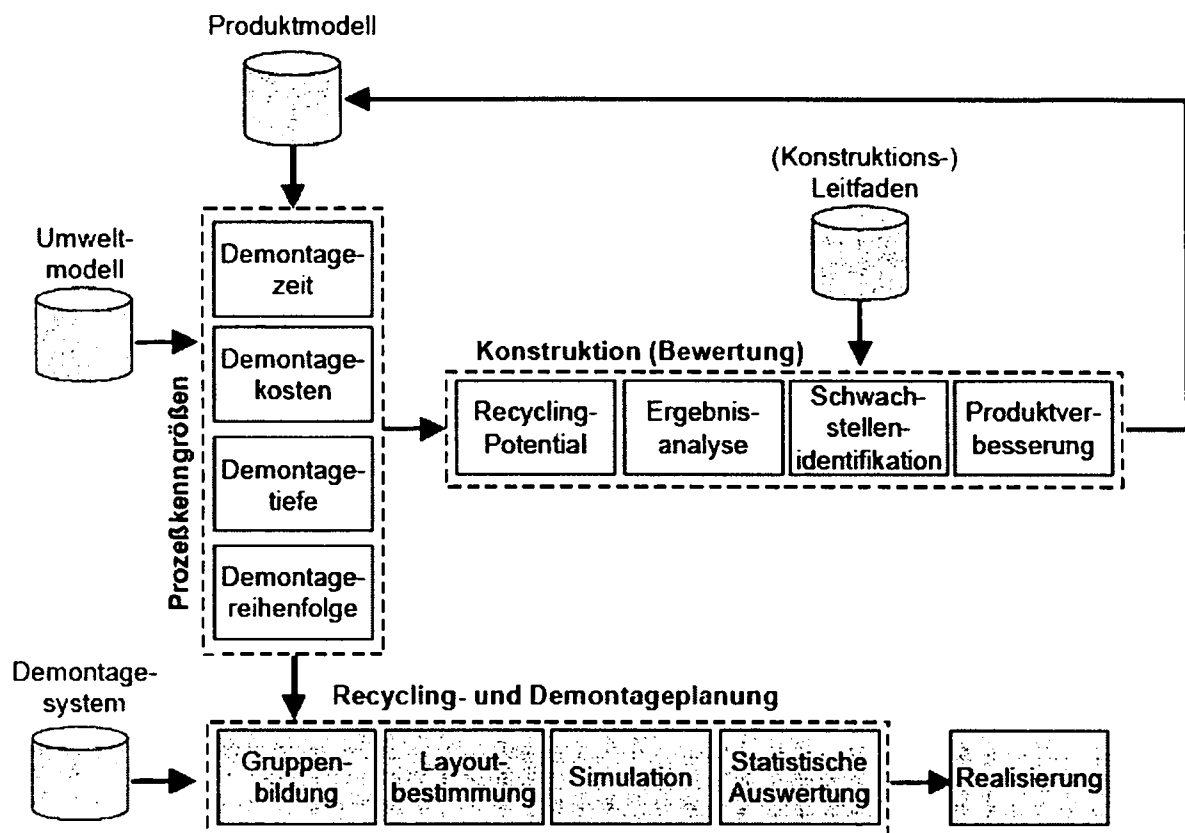 Produktmodell
(Konstruktions-)
Leitfaden
Umwelt-
modell
Demontage-
zeit
Demontage-
kosten
Demontage-
tiefe
Demontage-
reihenfolge
Prozeßkenngrößen
Konstruktion (Bewertung)
Recycling-
Potential
Ergebnis-
analyse
Schwach-
stellen-
identifikation
Produktver-
besserung
Demontage-
system
Recycling- und Demontageplanung
Gruppen-
bildung
Layout-
bestimmung
Simulation
Statistische
Auswertung
Realisierung